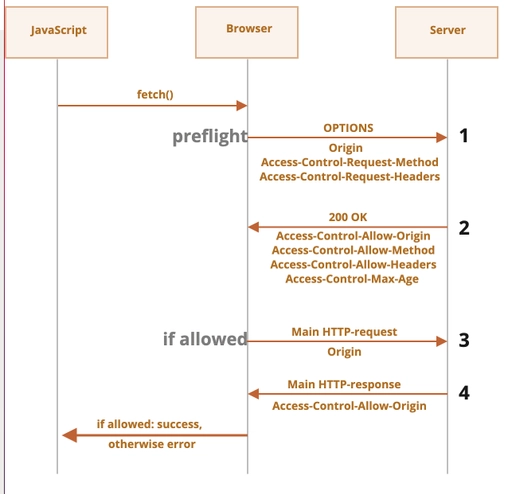 JavaScript
Browser
Server
fetch()
preflight
OPTIONS
1
Origin
Access-Control-Request-Method
Access-Control-Request-Headers
200 OK
2
Access-Control-Allow-Origin
Access-Control-Allow-Method
Access-Control-Allow-Headers
Access-Control-Max-Age
if allowed
Main HTTP-request
3
Origin
Main HTTP-response
4
Access-Control-Allow-Origin
if allowed: success,
otherwise error